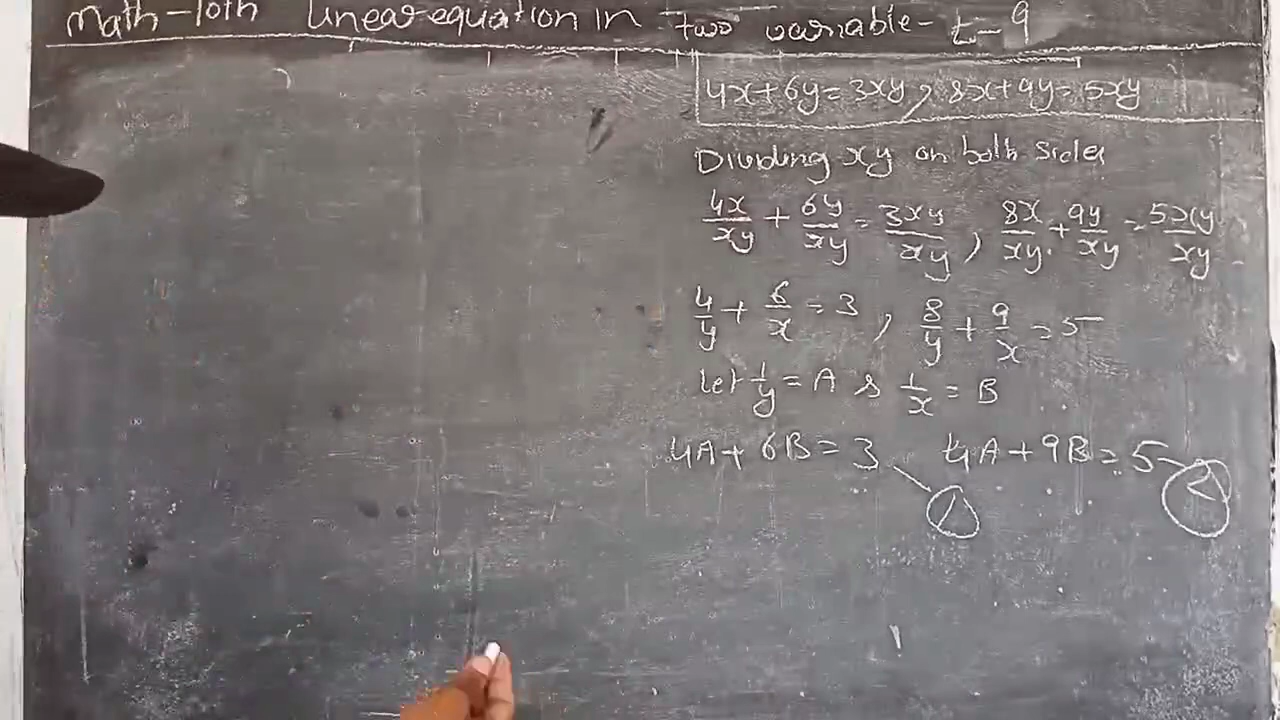 math-10th Linear equation in two variable - t-9
4x+6y=3xy, 8x+9y=5xy
Dividing xy on both sides
4x/xy + 6y/xy = 3xy/xy, 8x/xy + 9y/xy = 5xy/xy
4/y + 6/x = 3, 8/y + 9/x = 5
let 1/y = A & 1/x = B
4A+6B=3 4A+9B=5